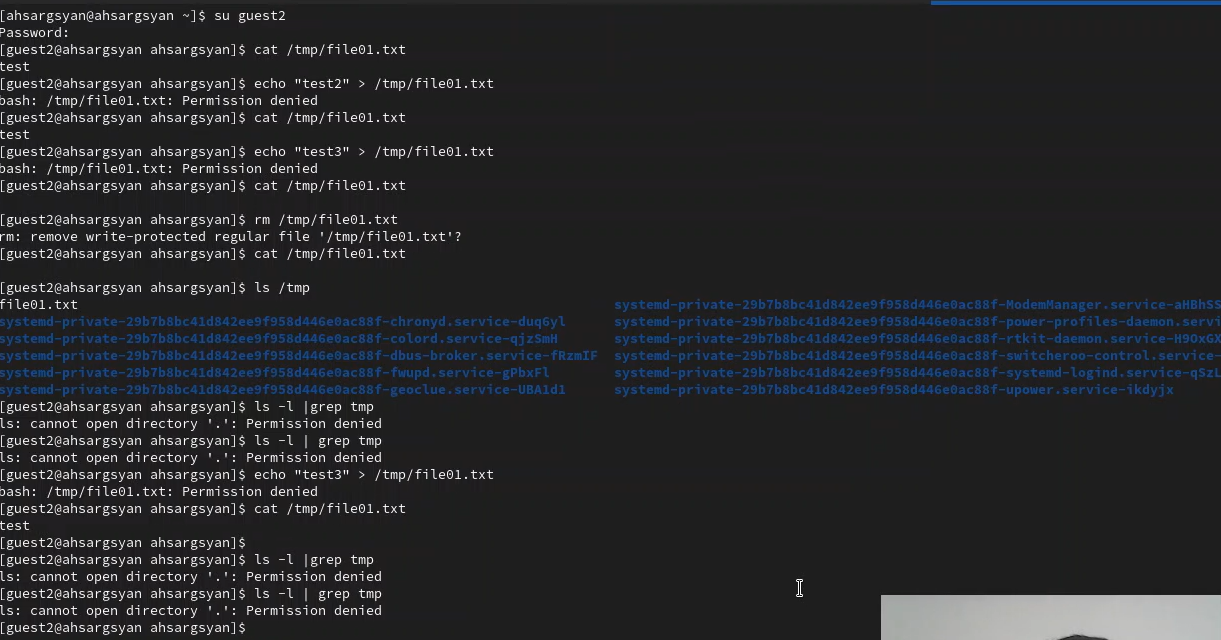 [ahsargsyan@ahsargsyan ~]$ su guest2
Password:
[guest2@ahsargsyan ahsargsyan]$ cat /tmp/file01.txt
test
[guest2@ahsargsyan ahsargsyan]$ echo "test2" > /tmp/file01.txt
bash: /tmp/file01.txt: Permission denied
[guest2@ahsargsyan ahsargsyan]$ cat /tmp/file01.txt
test
[guest2@ahsargsyan ahsargsyan]$ echo "test3" > /tmp/file01.txt
bash: /tmp/file01.txt: Permission denied
[guest2@ahsargsyan ahsargsyan]$ cat /tmp/file01.txt
[guest2@ahsargsyan ahsargsyan]$ rm /tmp/file01.txt
rm: remove write-protected regular file '/tmp/file01.txt'?
[guest2@ahsargsyan ahsargsyan]$ cat /tmp/file01.txt
[guest2@ahsargsyan ahsargsyan]$ ls /tmp
file01.txt systemd-private-29b7b8bc41d842ee9f958d446e0ac88f-ModemManager.service-aHBhSS
systemd-private-29b7b8bc41d842ee9f958d446e0ac88f-chronyd.service-duq6yl systemd-private-29b7b8bc41d842ee9f958d446e0ac88f-power-profiles-daemon.servi
systemd-private-29b7b8bc41d842ee9f958d446e0ac88f-colord.service-qjzSmH systemd-private-29b7b8bc41d842ee9f958d446e0ac88f-rtkit-daemon.service-H9OxGX
systemd-private-29b7b8bc41d842ee9f958d446e0ac88f-dbus-broker.service-fRzmIF systemd-private-29b7b8bc41d842ee9f958d446e0ac88f-switcheroo-control.service-
systemd-private-29b7b8bc41d842ee9f958d446e0ac88f-fwupd.service-gPbxFl systemd-private-29b7b8bc41d842ee9f958d446e0ac88f-systemd-logind.service-qSzL
systemd-private-29b7b8bc41d842ee9f958d446e0ac88f-geoclue.service-UBA1d1 systemd-private-29b7b8bc41d842ee9f958d446e0ac88f-upower.service-ikdyjx
[guest2@ahsargsyan ahsargsyan]$ ls -l |grep tmp
ls: cannot open directory '.': Permission denied
[guest2@ahsargsyan ahsargsyan]$ ls -l | grep tmp
ls: cannot open directory '.': Permission denied
[guest2@ahsargsyan ahsargsyan]$ echo "test3" > /tmp/file01.txt
bash: /tmp/file01.txt: Permission denied
[guest2@ahsargsyan ahsargsyan]$ cat /tmp/file01.txt
test
[guest2@ahsargsyan ahsargsyan]$
[guest2@ahsargsyan ahsargsyan]$ ls -l |grep tmp
ls: cannot open directory '.': Permission denied
[guest2@ahsargsyan ahsargsyan]$ ls -l | grep tmp
ls: cannot open directory '.': Permission denied
[guest2@ahsargsyan ahsargsyan]$